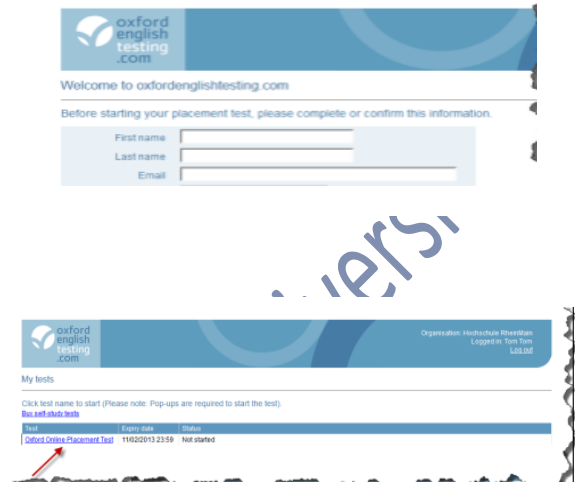 oxford
english
testing
.com
Welcome to oxfordenglishtesting.com
Before starting your placement test, please complete or confirm this information.
First name
Last name
Email
oxford
english
testing
.com
Organisation: Hochschule RheinMain
Logged in: Tom Tom
Log out
My tests
Click test name to start (Please note: Pop-ups are required to start the test).
Buy self-study tests
Test Expiry date Status
Oxford Online Placement Test 11/02/2013 23:59 Not started